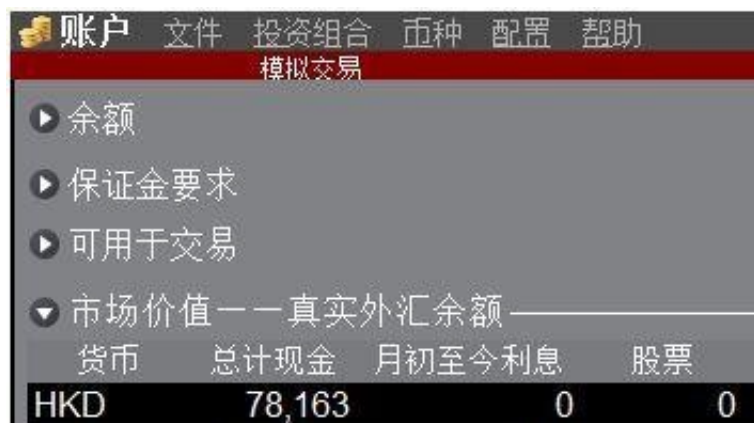 账户 文件 投资组合 币种 配置 帮助
模拟交易
余额
保证金要求
可用于交易
市场价值——真实外汇余额
货币 总计现金 月初至今利息 股票
HKD 78,163 0 0